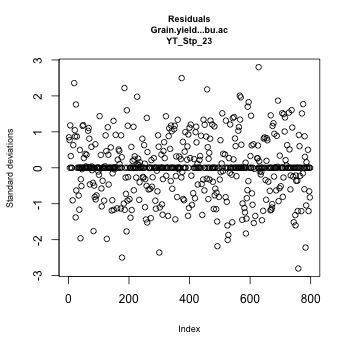 Residuals
Grain.yield...bu.ac
YT_Stp_23
Standard deviations
3
2
1
0
-1
-2
-3
0
200
400
600
800
Index